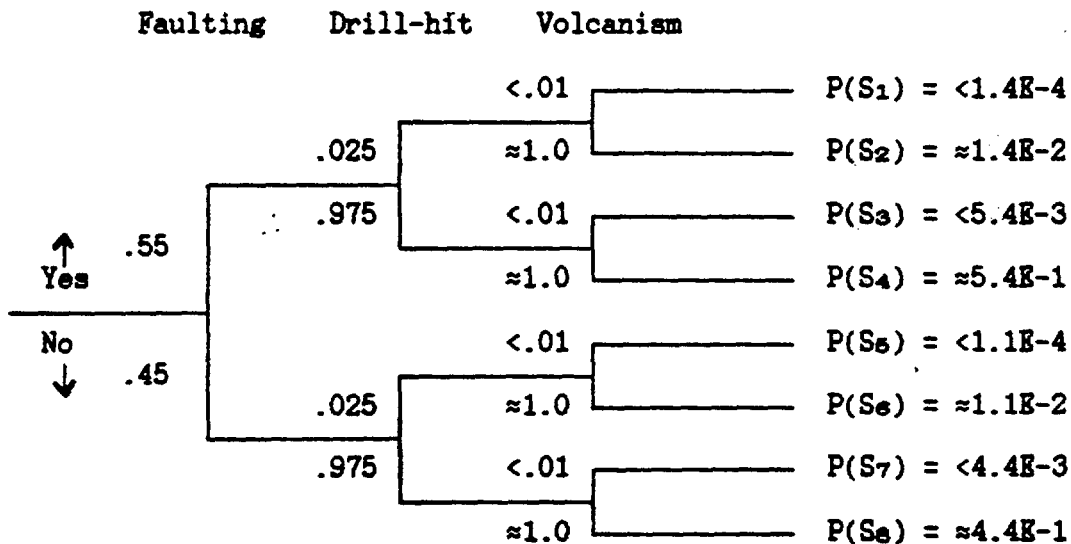 Faulting Drill-hit Volcanism
<.01 P(S1) = <1.4E-4
.025 ≈1.0 P(S2) = ≈1.4E-2
.975 <.01 P(S3) = <5.4E-3
↑ .55
Yes ≈1.0 P(S4) = ≈5.4E-1
No <.01 P(S5) = <1.1E-4
↓ .45
.025 ≈1.0 P(S6) = ≈1.1E-2
.975 <.01 P(S7) = <4.4E-3
≈1.0 P(S8) = ≈4.4E-1